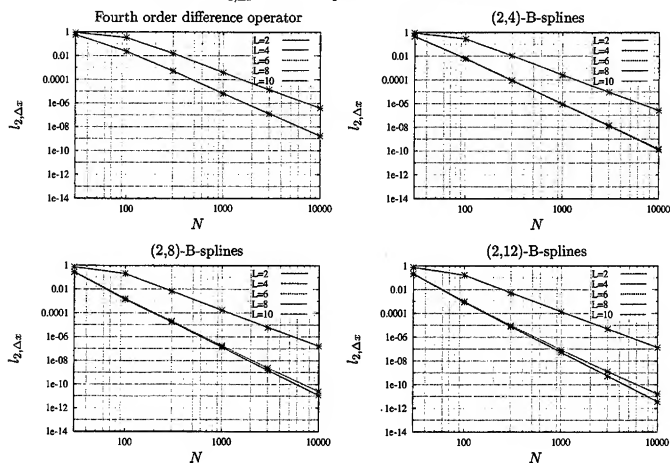 Fourth order difference operator
(2,4)-B-splines
1
0.01
0.0001
1e-06
1e-08
1e-10
1e-12
1e-14
l₂,Δx
100
1000
10000
N
L=2
L=4
L=6
L=8
L=10
1
0.01
0.0001
1e-06
1e-08
1e-10
1e-12
1e-14
l₂,Δx
100
1000
10000
N
L=2
L=4
L=6
L=8
L=10
(2,8)-B-splines
(2,12)-B-splines
1
0.01
0.0001
1e-06
1e-08
1e-10
1e-12
1e-14
l₂,Δx
100
1000
10000
N
L=2
L=4
L=6
L=8
L=10
1
0.01
0.0001
1e-06
1e-08
1e-10
.1e-12
1e-14
l₂,Δx
100
1000
10000
N
L=2
L=4
L=6
L=8
L=10